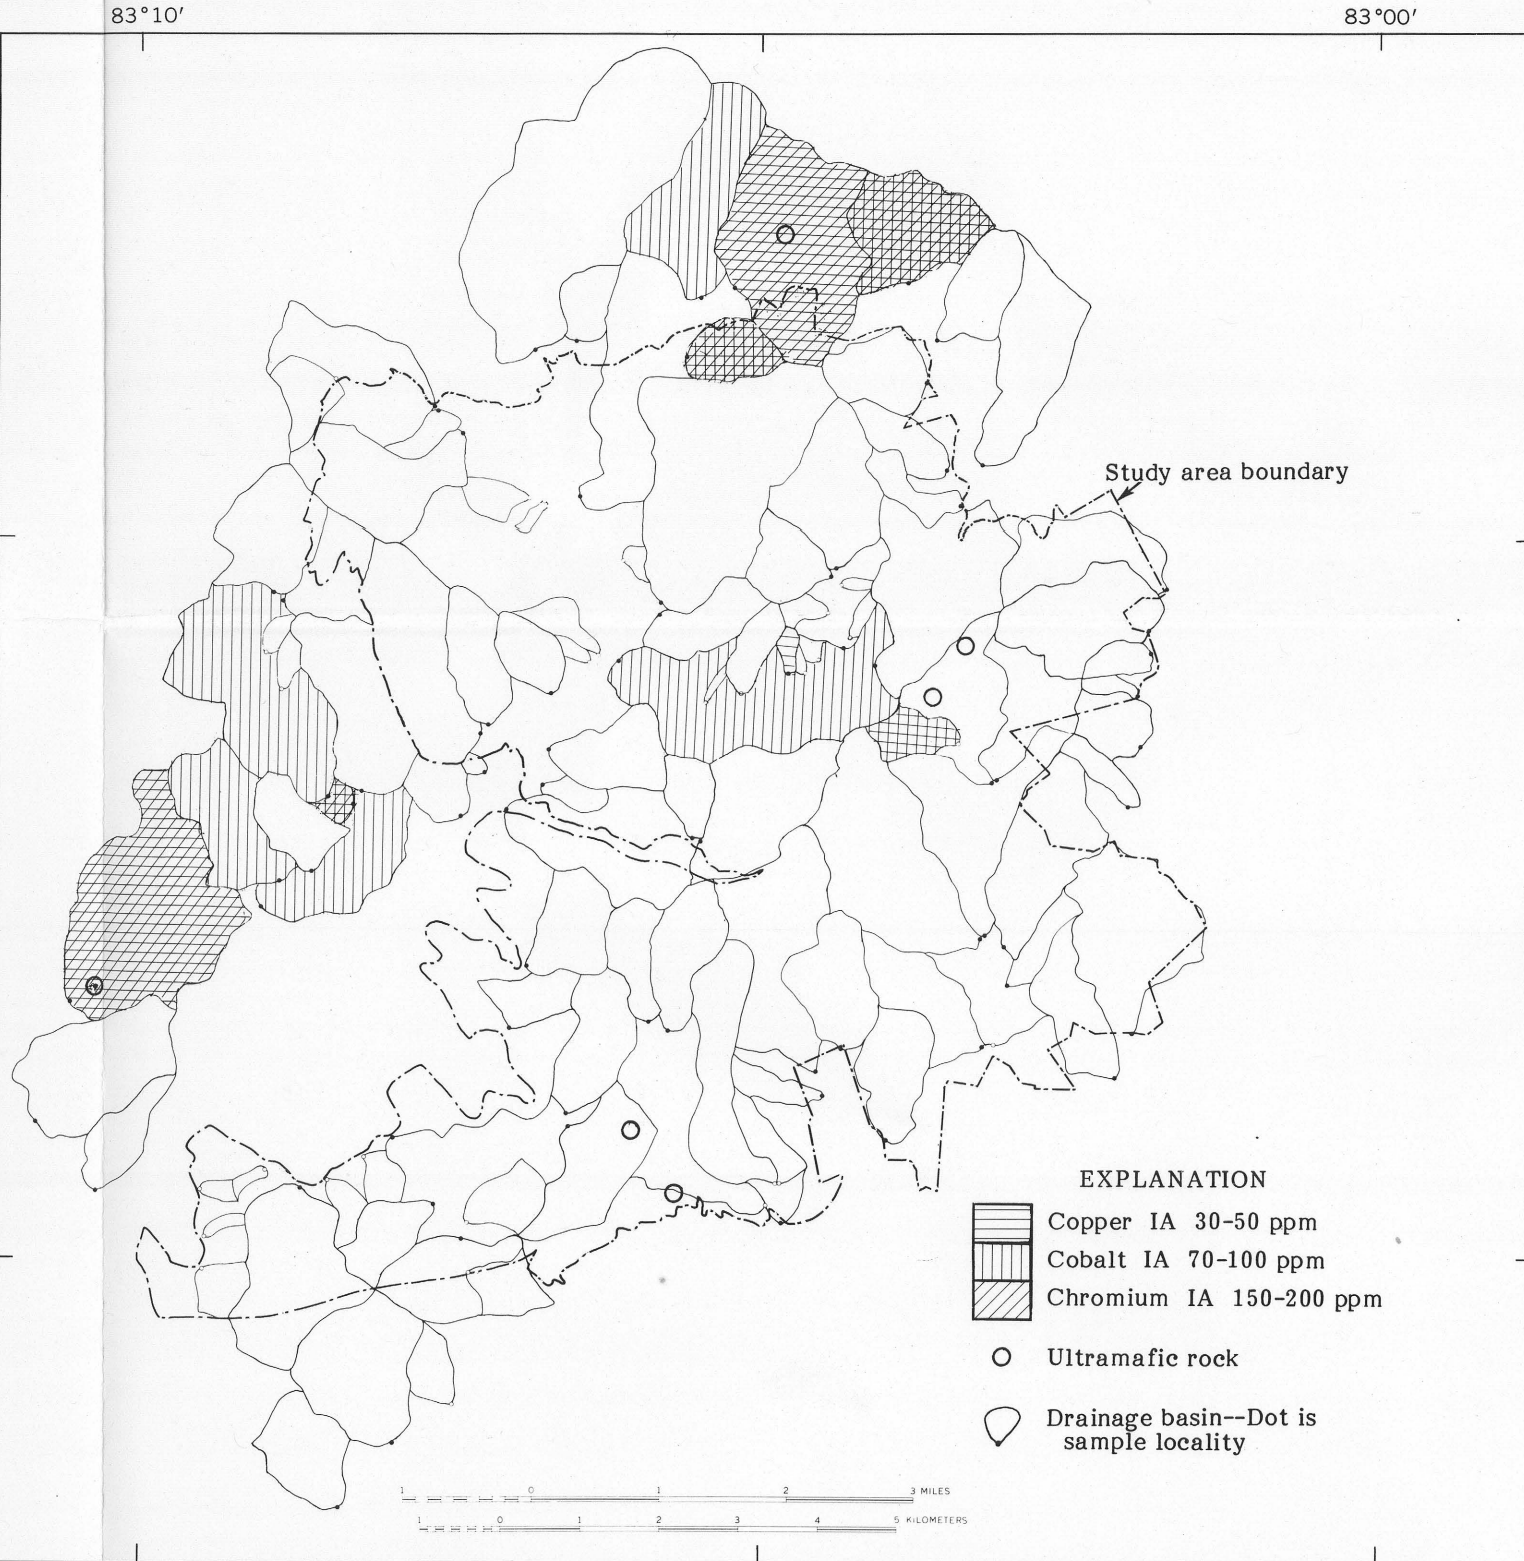 83°10′
83°00′
Study area boundary
EXPLANATION
Copper IA 30-50 ppm
Cobalt IA 70-100 ppm
Chromium IA 150-200 ppm
Ultramafic rock
Drainage basin--Dot is
sample locality
1 0 1 2 3 MILES
1 0 1 2 3 4 5 KILOMETERS